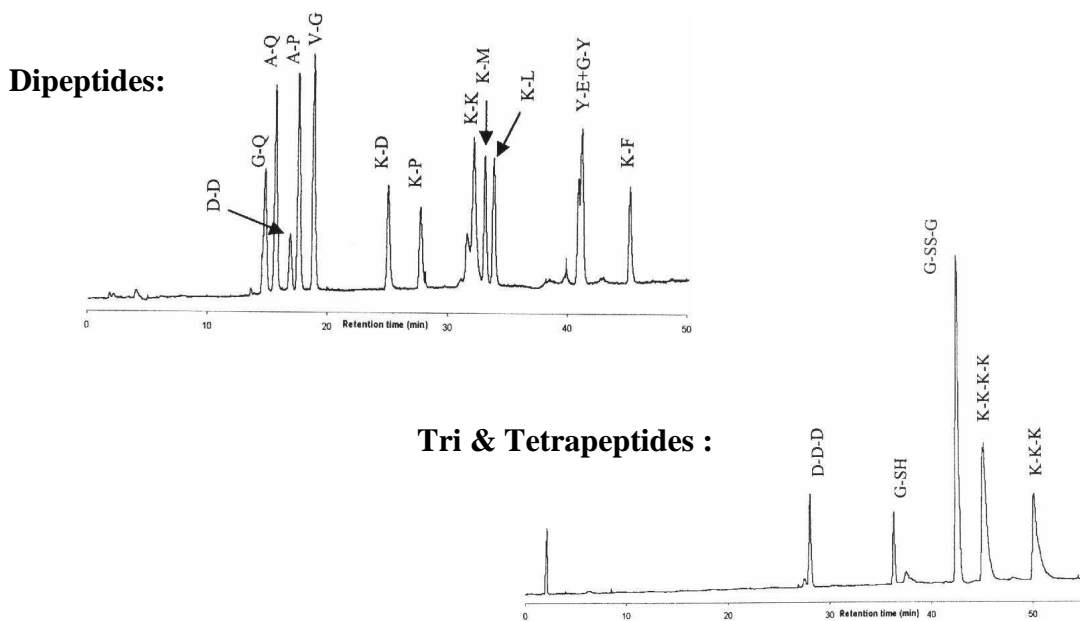 Dipeptides:
G-Q
A-Q
D-D
A-P
V-G
K-D
K-P
K-K
K-M
K-L
Y-E+G-Y
K-F
0
10
20
Retention time (min)
30
40
50
Tri & Tetrapeptides :
D-D-D
G-SH
G-SS-G
K-K-K-K
K-K-K
0
10
20
30
Retention time (min)
40
50